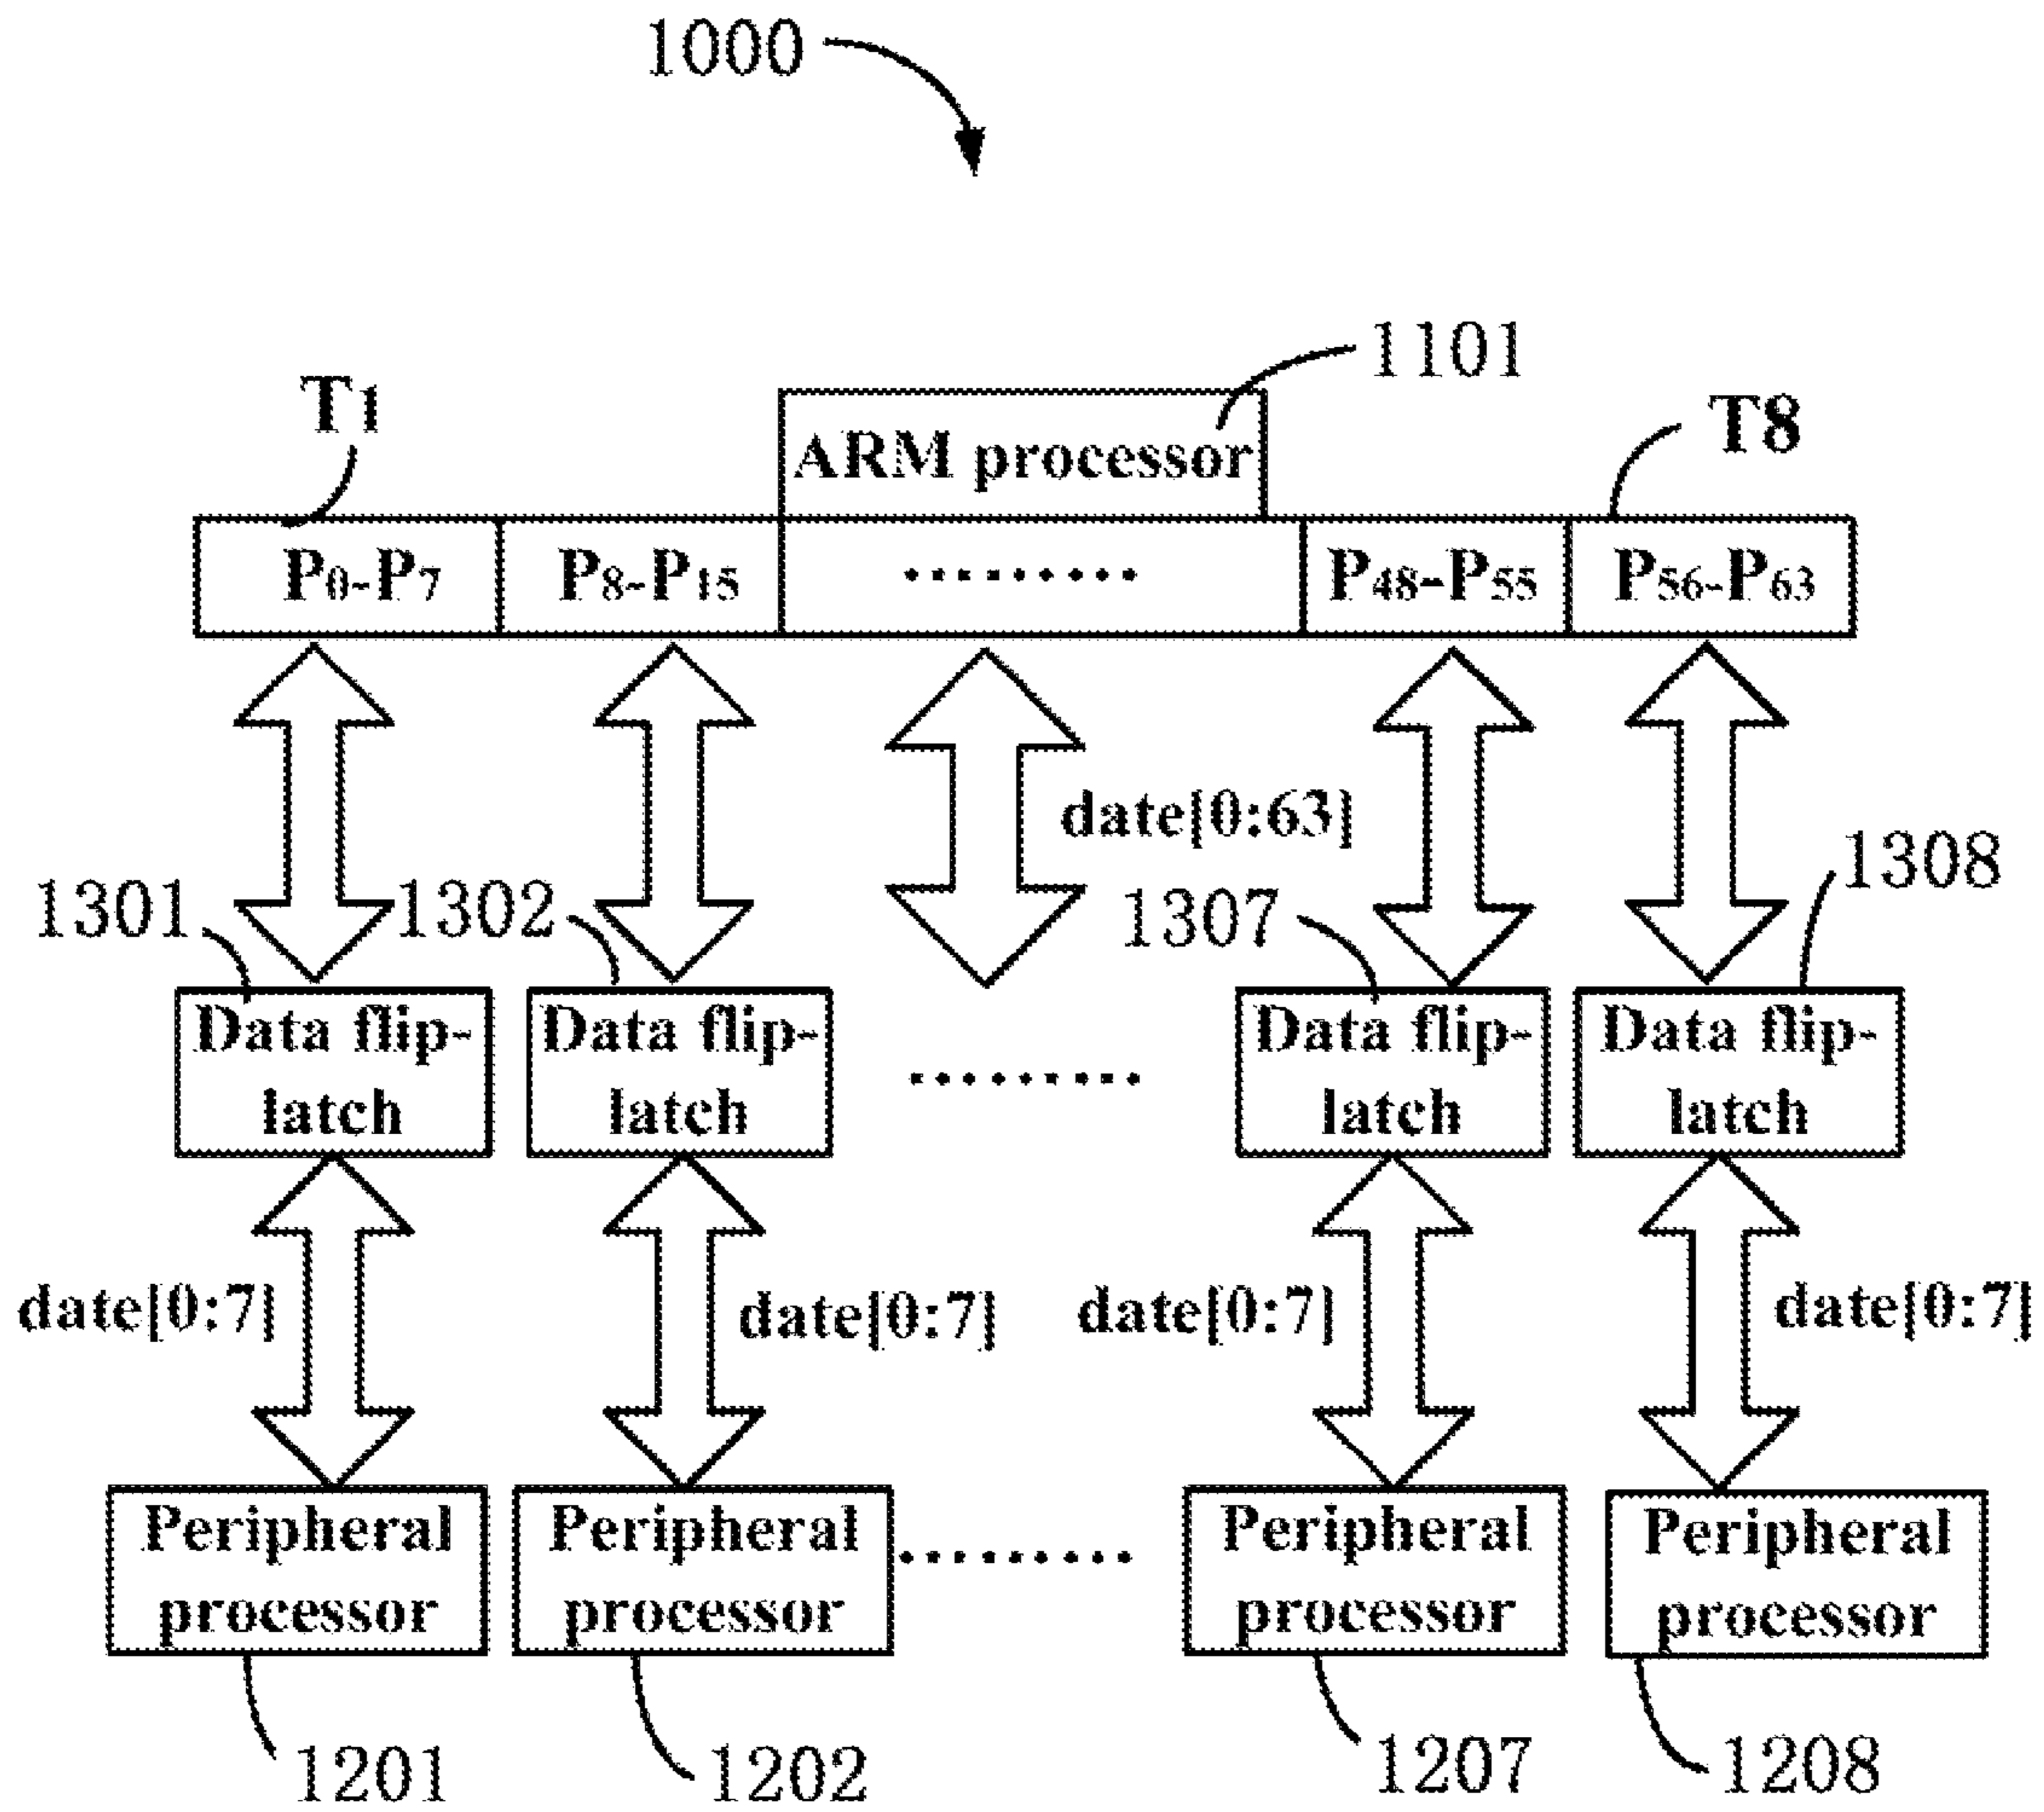 1000
1101
T1
T8
ARM processor
P0-P7
P8-P15
.........
P48-P55
P56-P63
date[0:63]
1301
1302
1307
1308
Data flip-
latch
Data flip-
latch
.........
Data flip-
latch
Data flip-
latch
date[0:7]
date[0:7]
date[0:7]
date[0:7]
Peripheral
processor
Peripheral
processor
.........
Peripheral
processor
Peripheral
processor
1201
1202
1207
1208